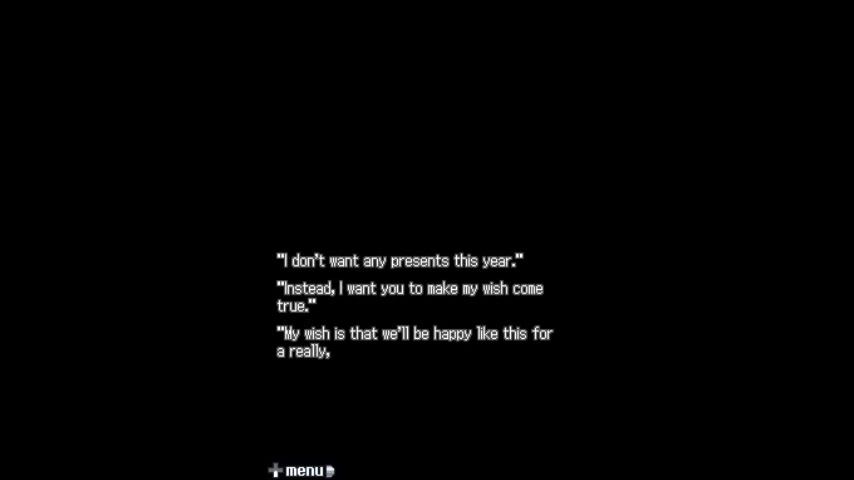 "I don't want any presents this year."
"Instead, I want you to make my wish come
true."
"My wish is that we'll be happy like this for
a really,
menu